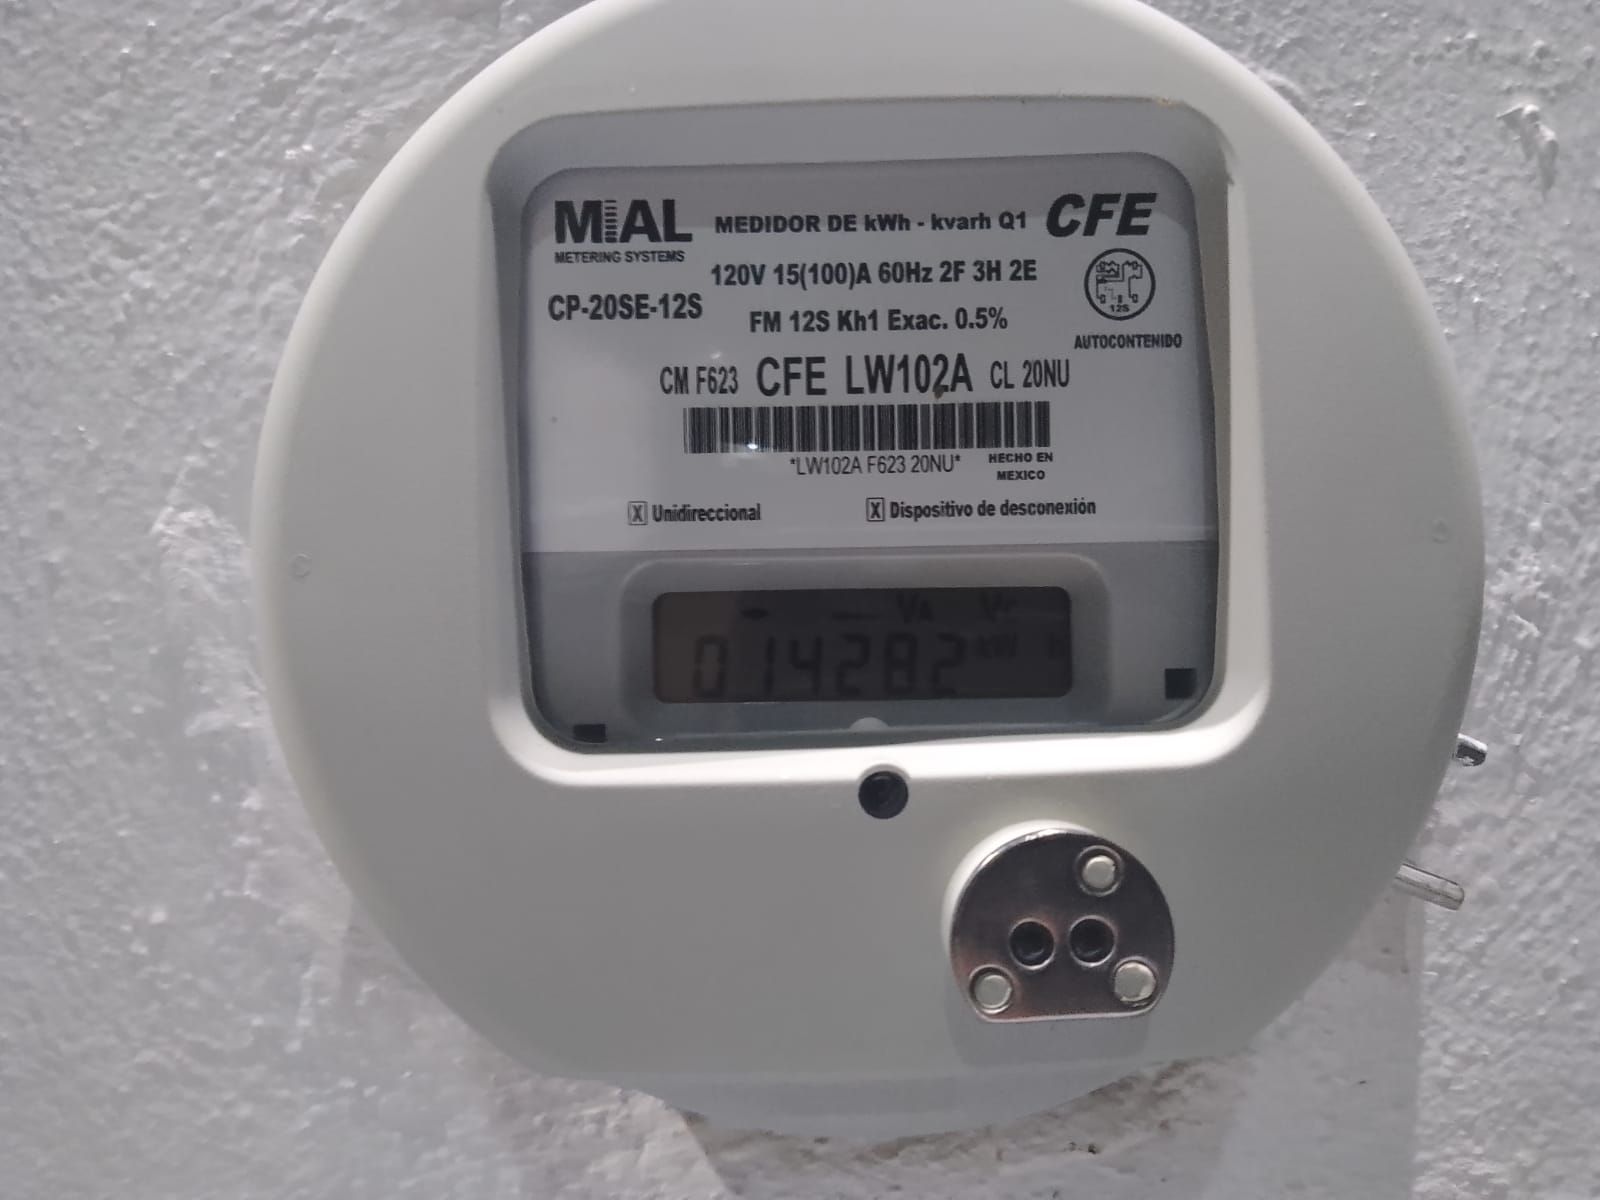 MIAL
METERING SYSTEMS
MEDIDOR DE kWh - kvarh Q1
CFE
120V 15(100)A 60Hz 2F 3H 2E
CP-20SE-12S
FM 12S Kh1 Exac. 0.5%
12S
AUTOCONTENIDO
CM F623 CFE LW102A CL 20NU
*LW102A F623 20NU*
HECHO EN
MEXICO
X Unidireccional
X Dispositivo de desconexión
VA
014282 kW h